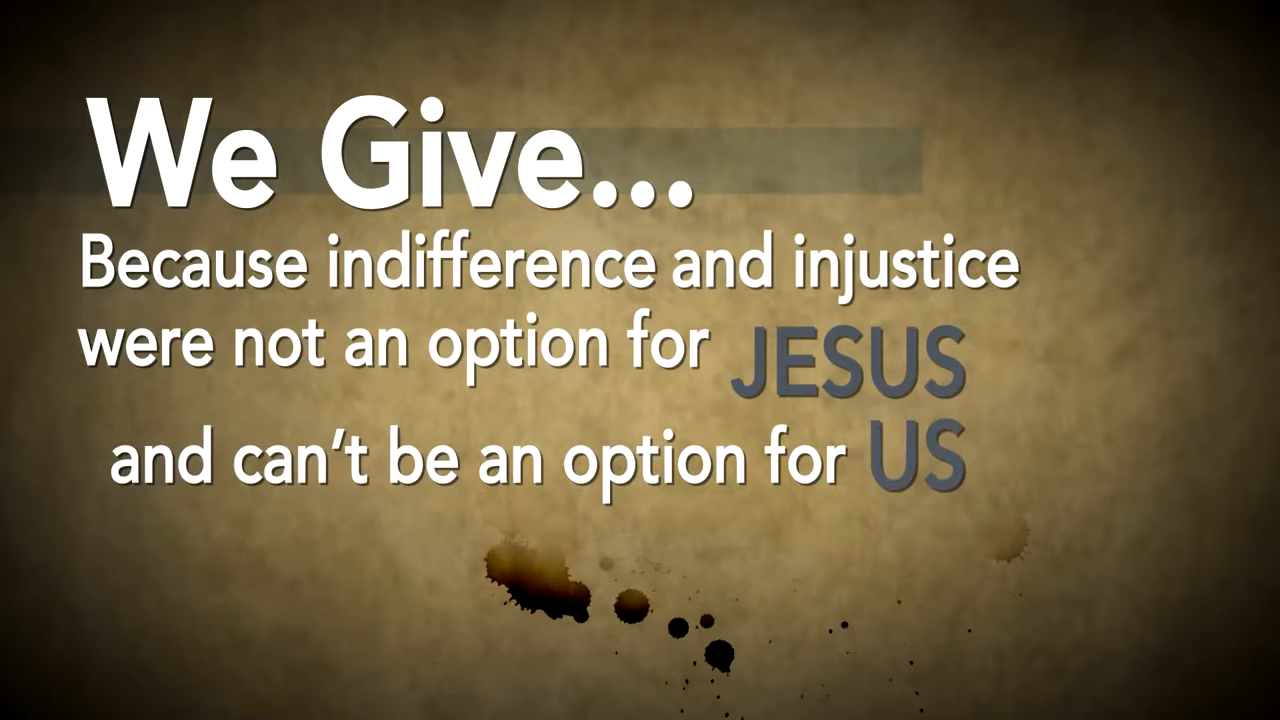 We Give...
Because indifference and injustice
were not an option for JESUS
and can’t be an option for US